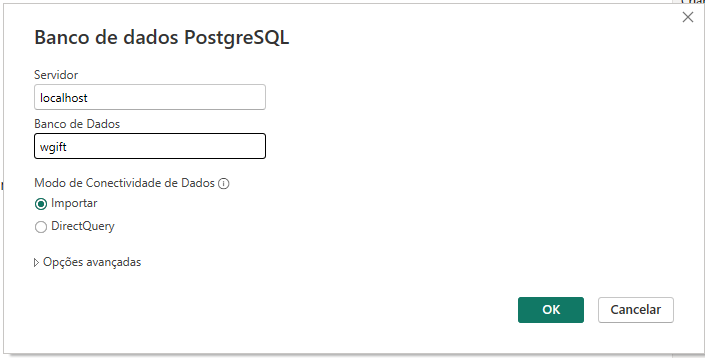 Banco de dados PostgreSQL
Servidor
localhost
Banco de Dados
wgift
Modo de Conectividade de Dados
Importar
DirectQuery
Opções avançadas
OK Cancelar